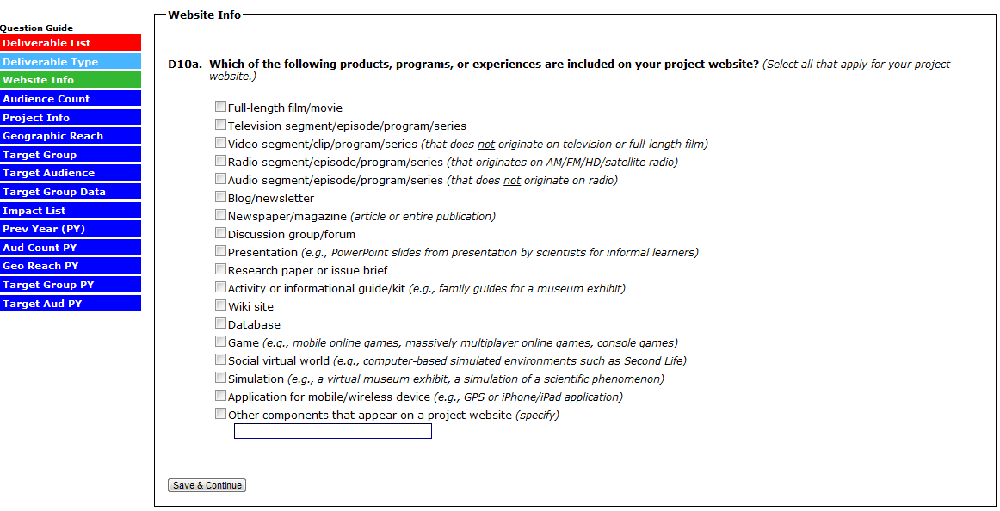 Website Info
Question Guide
Deliverable List
Deliverable Type
Website Info
Audience Count
Project Info
Geographic Reach
Target Group
Target Audience
Target Group Data
Impact List
Prev Year (PY)
Aud Count PY
Geo Reach PY
Target Group PY
Target Aud PY
D10a. Which of the following products, programs, or experiences are included on your project website? (Select all that apply for your project
website.)
Full-length film/movie
Television segment/episode/program/series
Video segment/clip/program/series (that does not originate on television or full-length film)
Radio segment/episode/program/series (that originates on AM/FM/HD/satellite radio)
Audio segment/episode/program/series (that does not originate on radio)
Blog/newsletter
Newspaper/magazine (article or entire publication)
Discussion group/forum
Presentation (e.g., PowerPoint slides from presentation by scientists for informal learners)
Research paper or issue brief
Activity or informational guide/kit (e.g., family guides for a museum exhibit)
Wiki site
Database
Game (e.g., mobile online games, massively multiplayer online games, console games)
Social virtual world (e.g., computer-based simulated environments such as Second Life)
Simulation (e.g., a virtual museum exhibit, a simulation of a scientific phenomenon)
Application for mobile/wireless device (e.g., GPS or iPhone/iPad application)
Other components that appear on a project website (specify)
Save & Continue